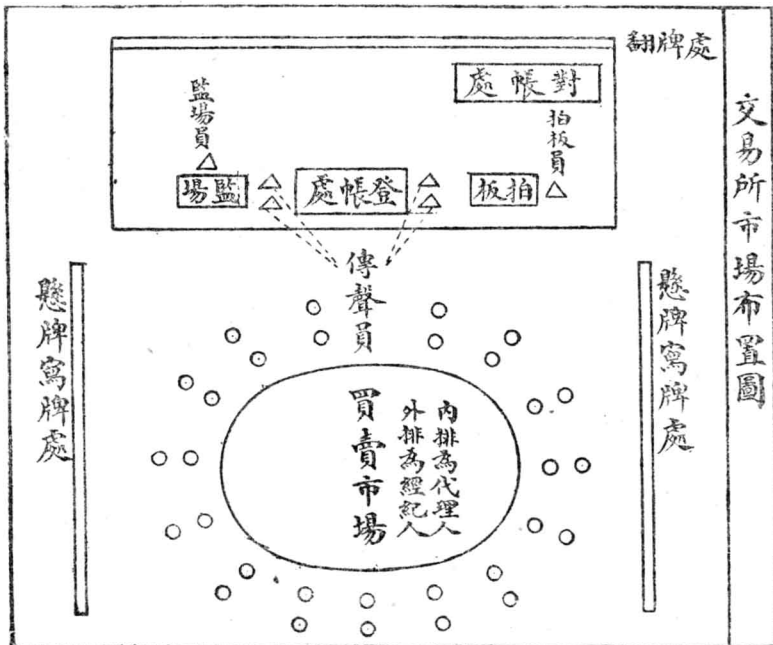 交易所市場布置圖
翻牌處
對帳處
拍板員
拍板
登帳處
監場員
監場
傳聲員
懸牌寫牌處
買賣市場
內排為代理人
外排為經紀人
懸牌寫牌處